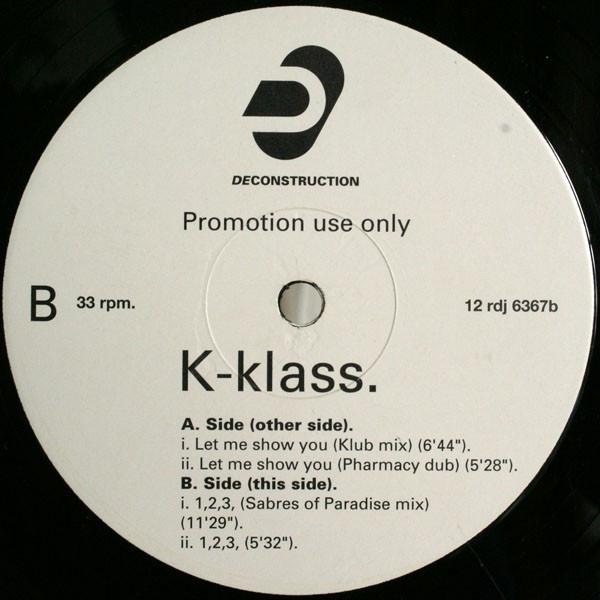 DECONSTRUCTION
Promotion use only
B
33 rpm.
12 rdj 6367b
K-klass.
A. Side (other side).
i. Let me show you (Klub mix) (6'44").
ii. Let me show you (Pharmacy dub) (5'28").
B. Side (this side).
i. 1,2,3, (Sabres of Paradise mix)
(11'29").
ii. 1,2,3, (5'32").